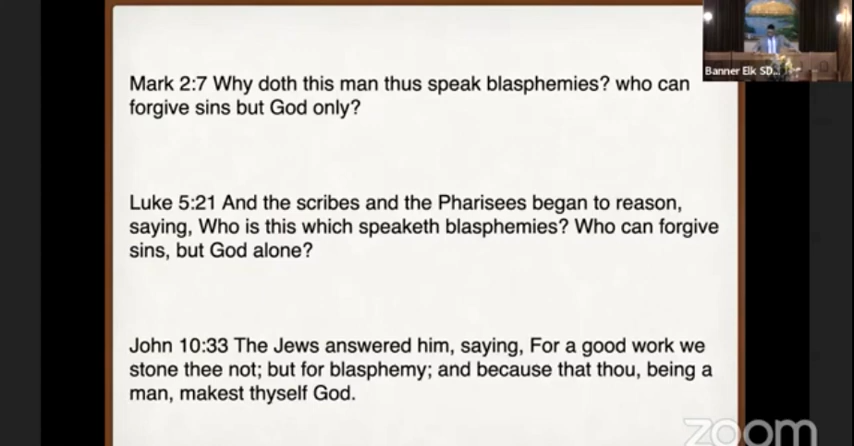 Mark 2:7 Why doth this man thus speak blasphemies? who can
forgive sins but God only?
Luke 5:21 And the scribes and the Pharisees began to reason,
saying, Who is this which speaketh blasphemies? Who can forgive
sins, but God alone?
John 10:33 The Jews answered him, saying, For a good work we
stone thee not; but for blasphemy; and because that thou, being a
man, makest thyself God.
Banner Elk SD...
zoom